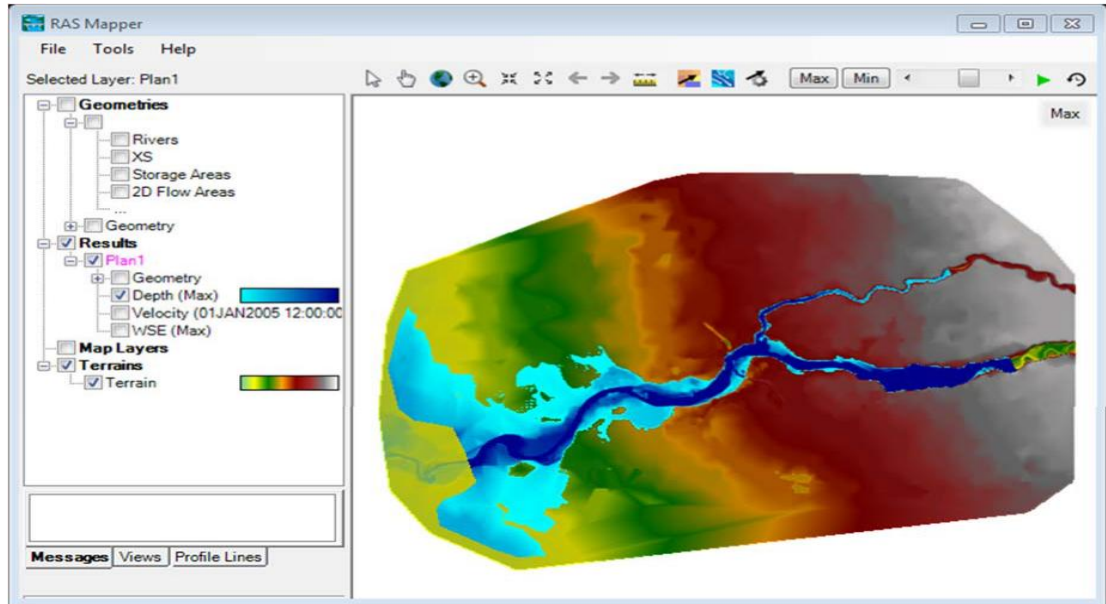 RAS Mapper
File Tools Help
Selected Layer: Plan1
Max Min
Max
Geometries
Rivers
XS
Storage Areas
2D Flow Areas
...
Geometry
Results
Plan1
Geometry
Depth (Max)
Velocity (01JAN2005 12:00:00
WSE (Max)
Map Layers
Terrains
Terrain
Messages Views Profile Lines